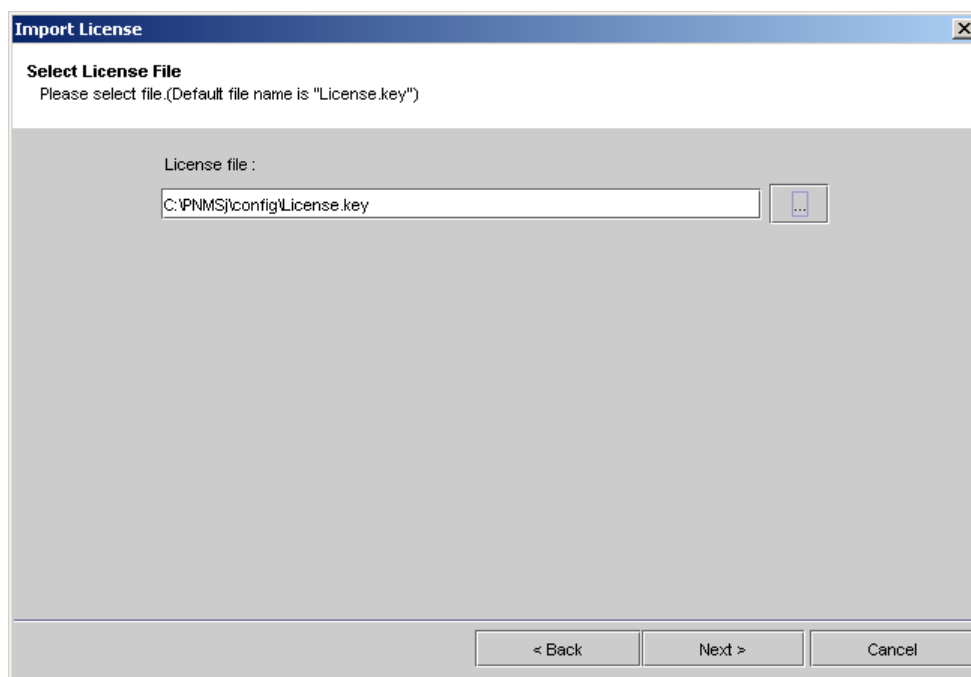 Import License
Select License File
Please select file.(Default file name is "License.key")
License file :
C:\PNMSj\config\License.key
...
< Back
Next >
Cancel